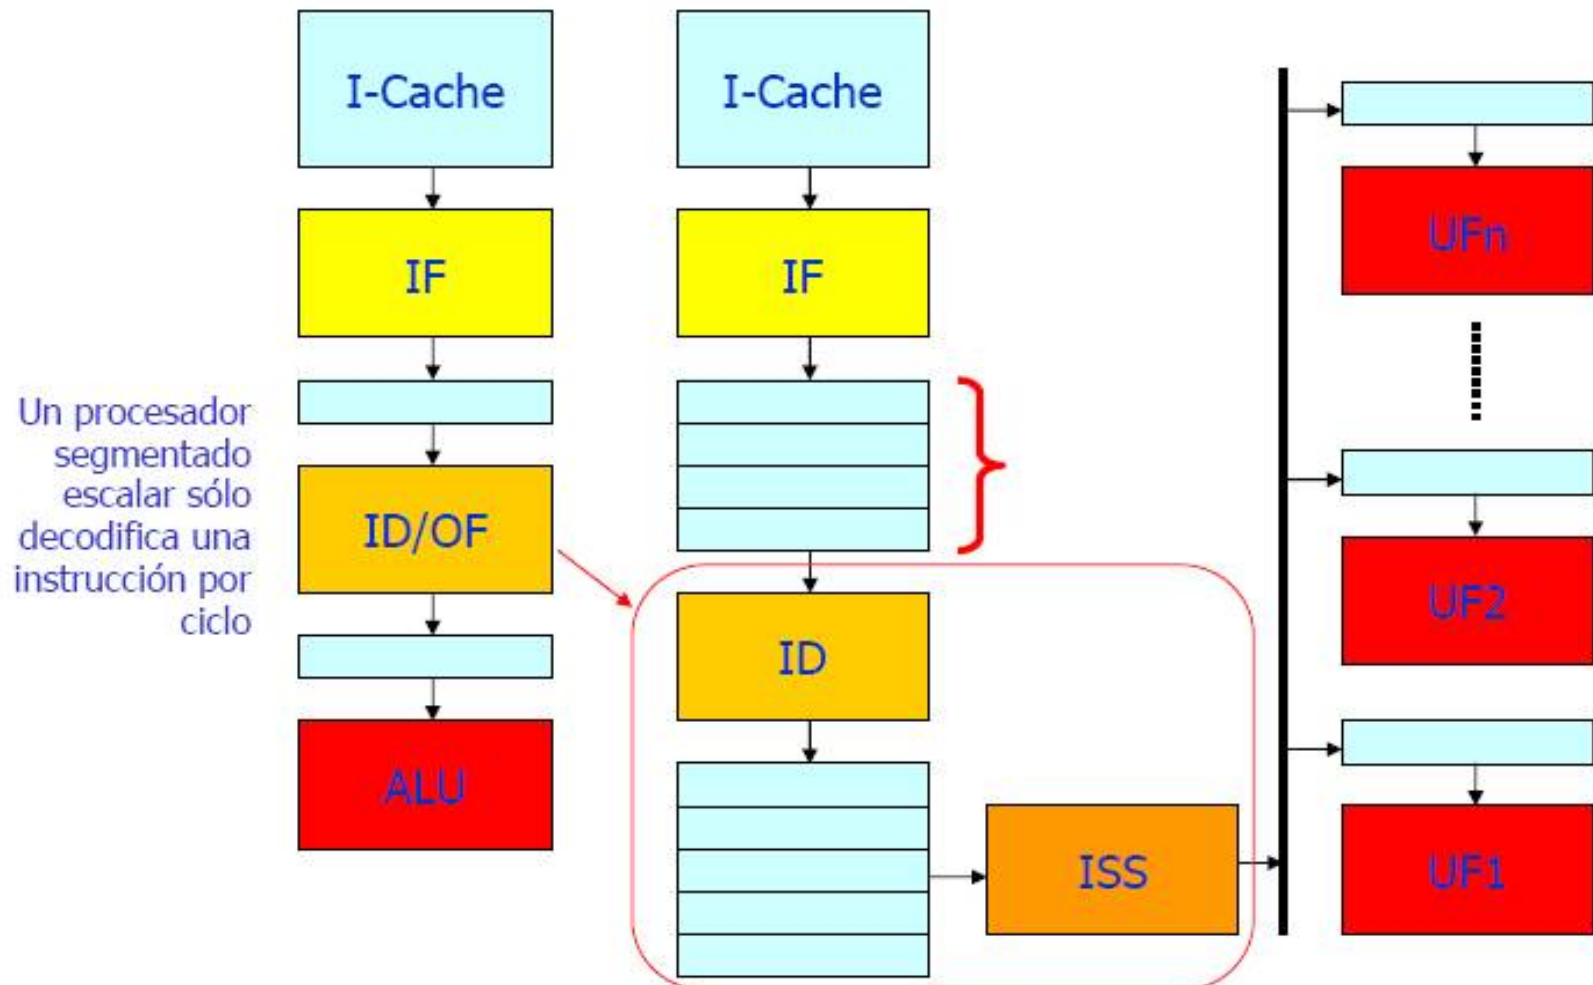 I-Cache
I-Cache
IF
IF
UFn
Un procesador
segmentado
escalar sólo
decodifica una
instrucción por
ciclo
ID/OF
ID
UF2
ALU
ISS
UF1